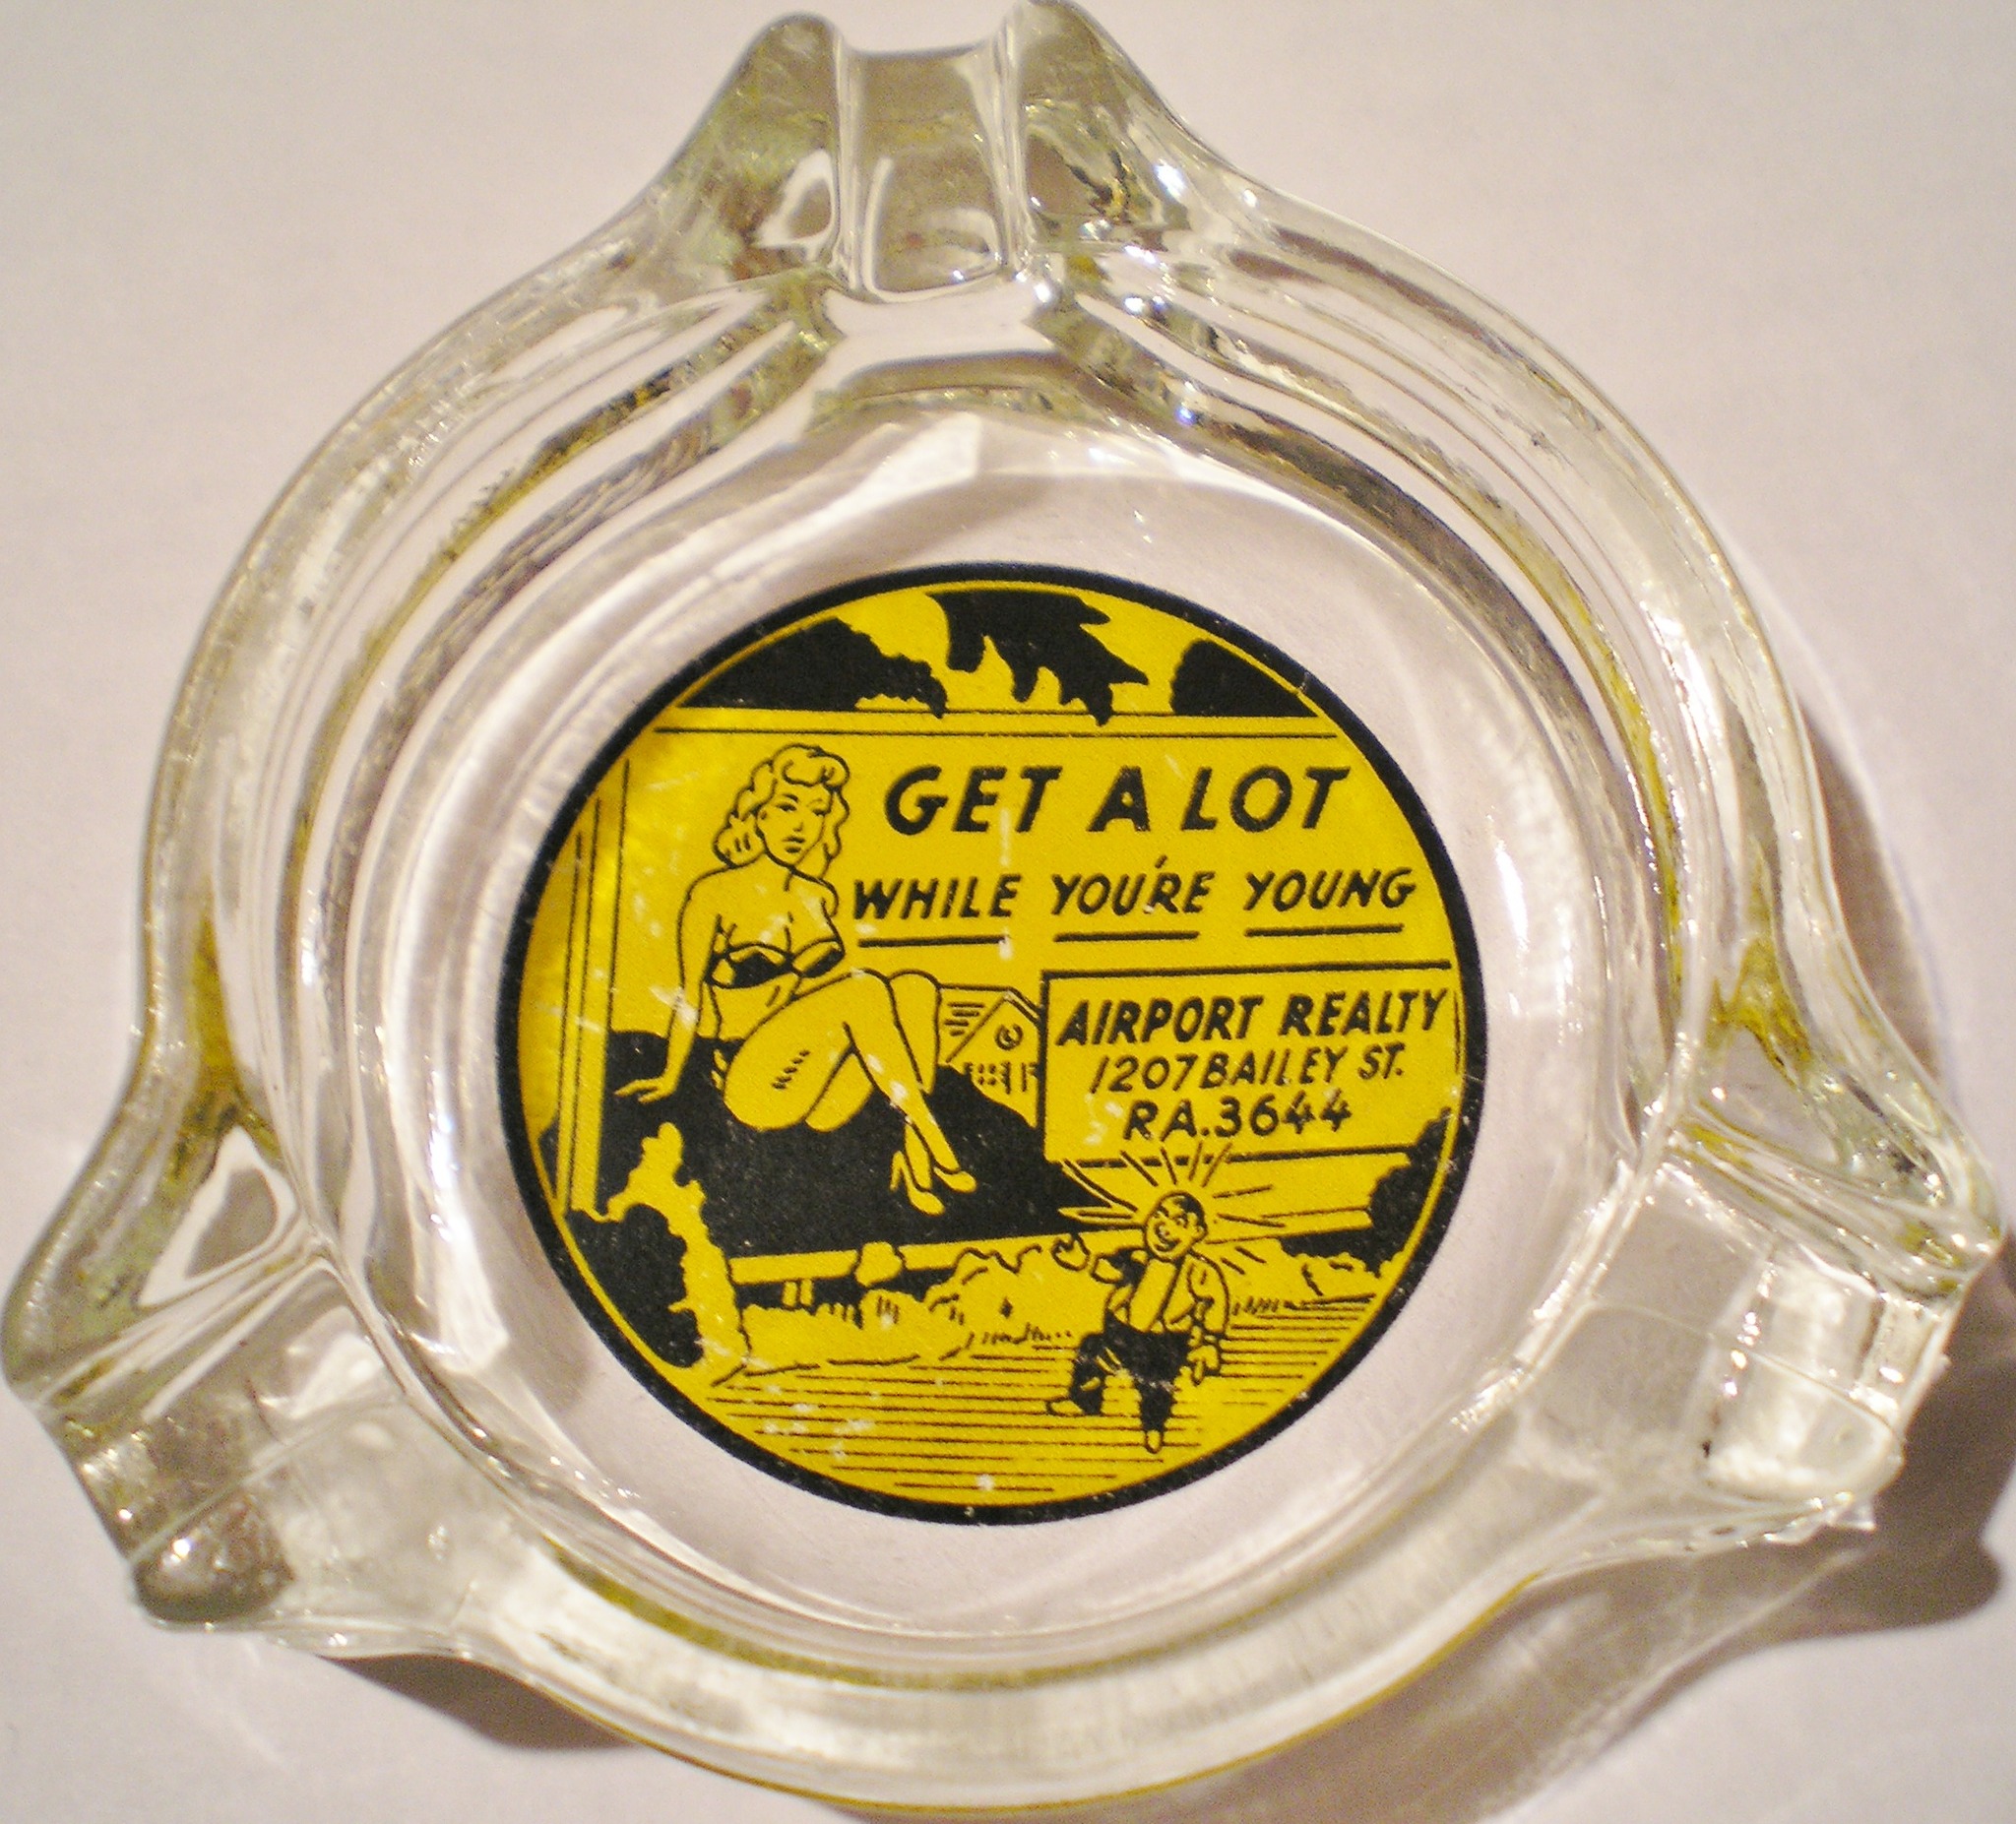 GET A LOT
WHILE YOU'RE YOUNG
AIRPORT REALTY
1207 BAILEY ST.
RA.3644